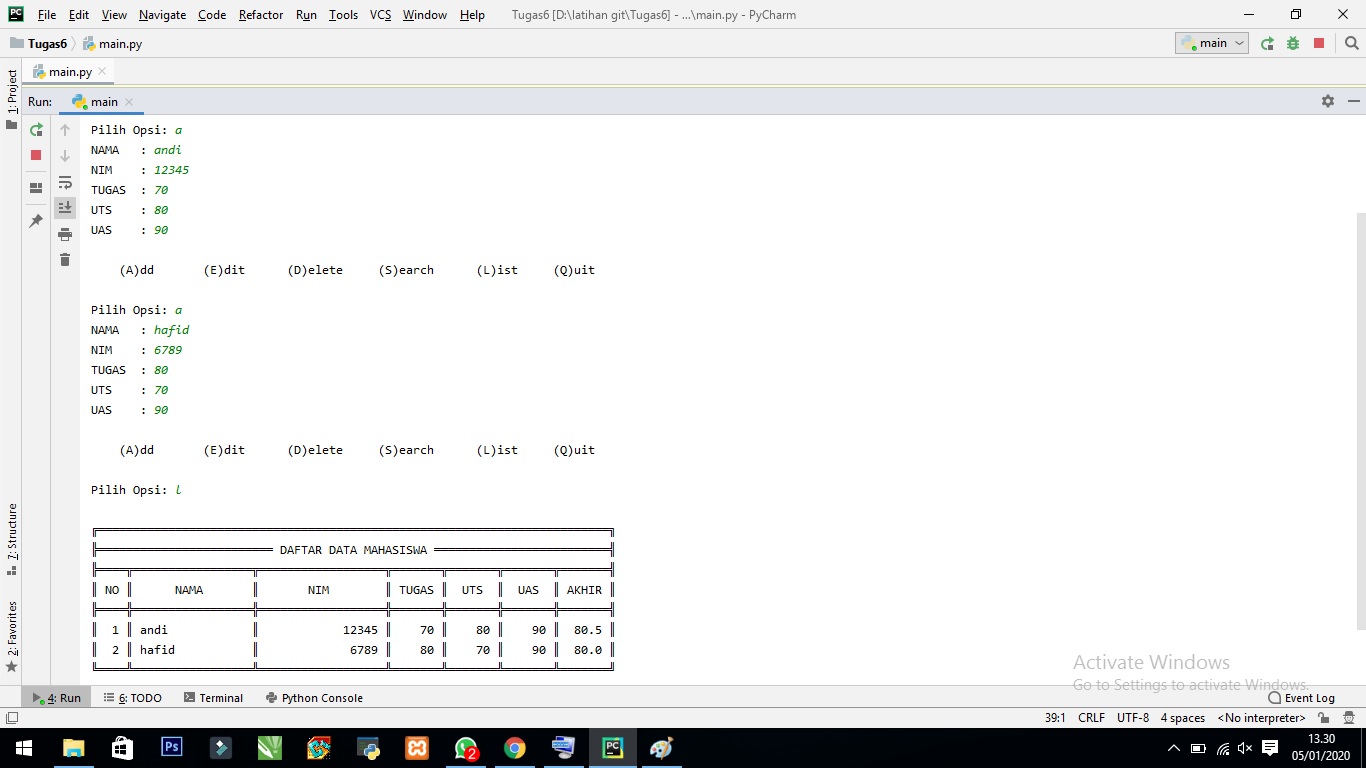 File Edit View Navigate Code Refactor Run Tools VCS Window Help Tugas6 [D:\latihan git\Tugas6] - ...\main.py - PyCharm
Tugas6 main.py main
1: Project main.py
Run: main
Pilih Opsi: a
NAMA : andi
NIM : 12345
TUGAS : 70
UTS : 80
UAS : 90
(A)dd (E)dit (D)elete (S)earch (L)ist (Q)uit
Pilih Opsi: a
NAMA : hafid
NIM : 6789
TUGAS : 80
UTS : 70
UAS : 90
(A)dd (E)dit (D)elete (S)earch (L)ist (Q)uit
Pilih Opsi: l
DAFTAR DATA MAHASISWA
NO NAMA NIM TUGAS UTS UAS AKHIR
1 andi 12345 70 80 90 80.5
2 hafid 6789 80 70 90 80.0
7: Structure
2: Favorites
Activate Windows
Go to Settings to activate Windows.
4: Run 6: TODO Terminal Python Console Event Log
39:1 CRLF UTF-8 4 spaces <No interpreter>
Ps 2 PC 13.30
05/01/2020